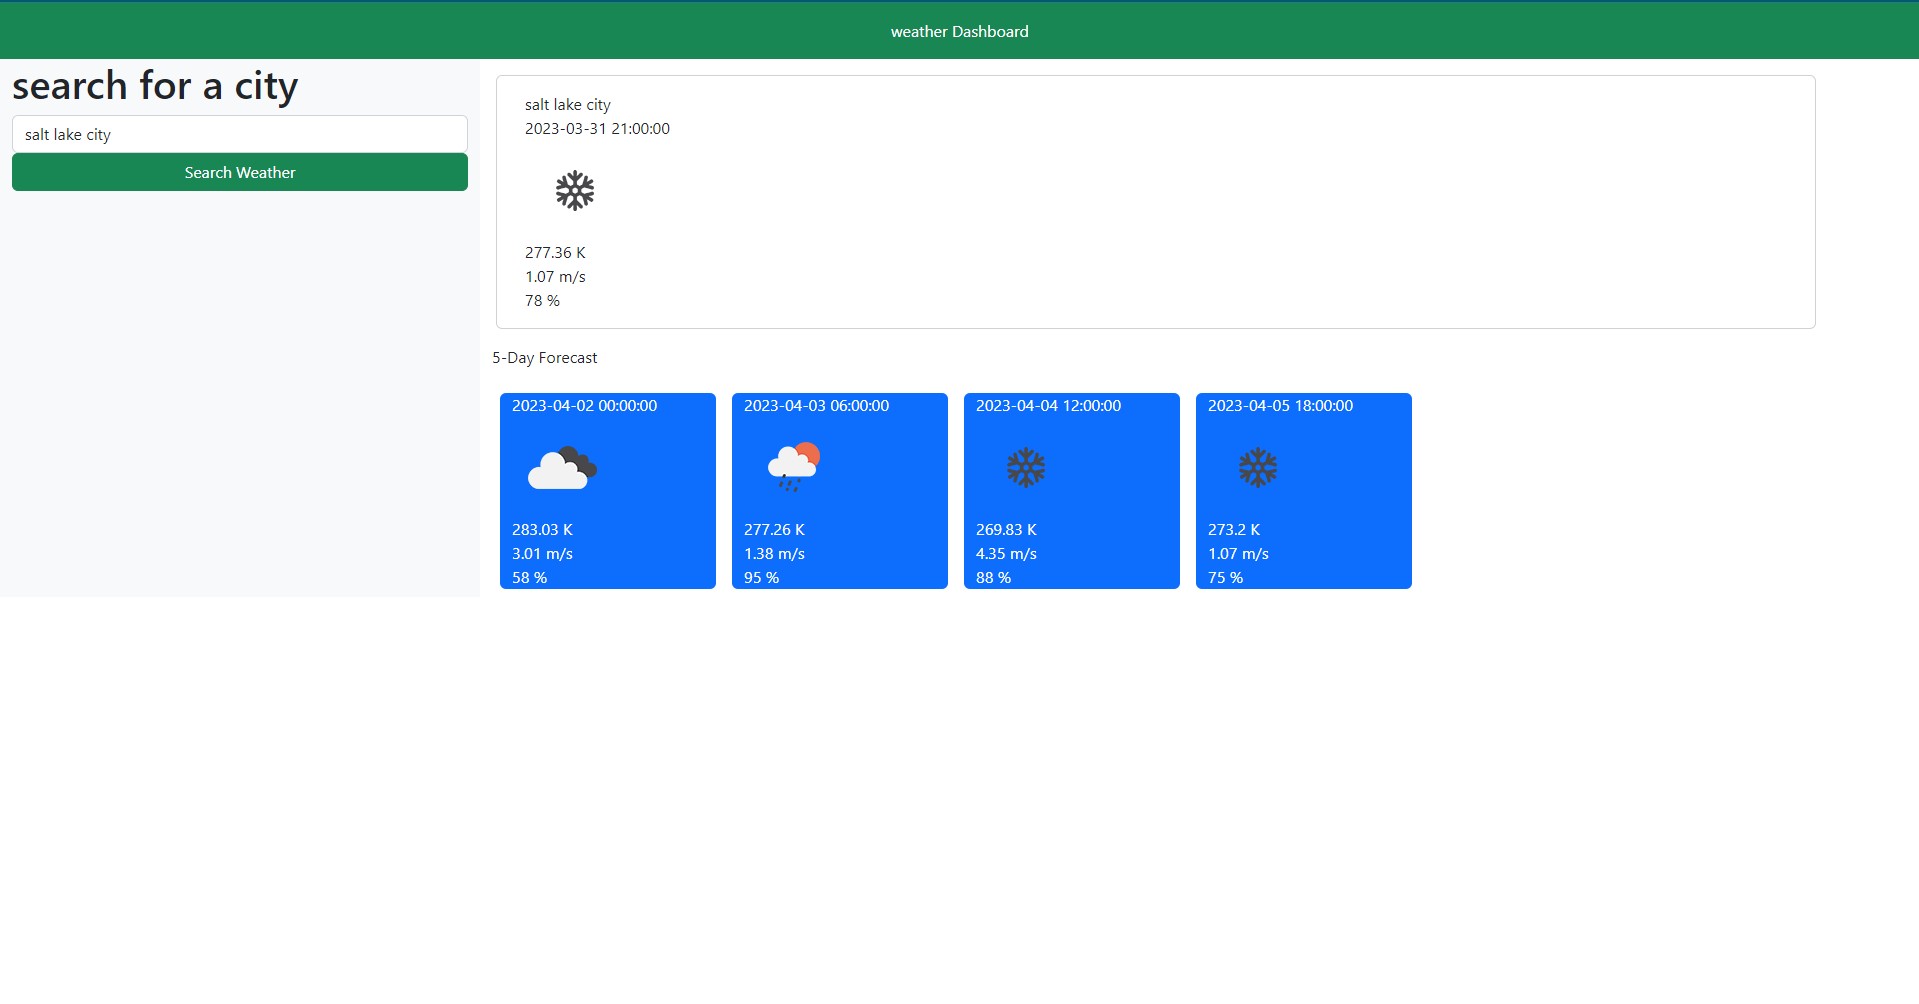 weather Dashboard
search for a city
salt lake city
Search Weather
salt lake city
2023-03-31 21:00:00
277.36 K
1.07 m/s
78 %
5-Day Forecast
2023-04-02 00:00:00
283.03 K
3.01 m/s
58 %
2023-04-03 06:00:00
277.26 K
1.38 m/s
95 %
2023-04-04 12:00:00
269.83 K
4.35 m/s
88 %
2023-04-05 18:00:00
273.2 K
1.07 m/s
75 %